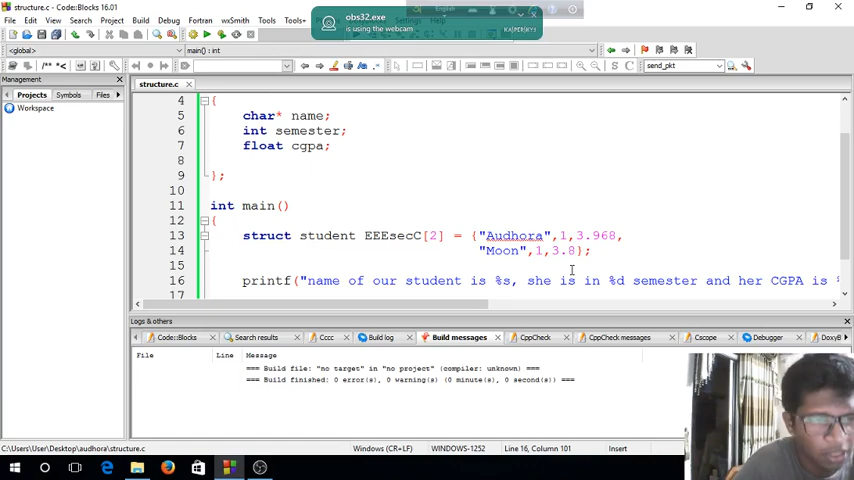 structure.c - Code::Blocks 16.01
File Edit View Search Project Build Fortran wxSmith Tools Tools+
obs32.exe
is using the webcam
English
KASPERSKY
<global>
main() : int
send_pkt
Management
Projects Symbols Files
Workspace
structure.c
4 {
5 char* name;
6 int semester;
7 float cgpa;
8
9 };
10
11 int main()
12 {
13 struct student EEEsecC[2] = {"Audhora",1,3.968,
14 "Moon",1,3.8};
15
16 printf("name of our student is %s, she is in %d semester and her CGPA is %
17
Logs & others
Code::Blocks Search results Cccc Build log Build messages CppCheck CppCheck messages Cscope Debugger DoxyB
File Line Message
=== Build file: "no target" in "no project" (compiler: unknown) ===
=== Build finished: 0 error(s), 0 warning(s) (0 minute(s), 0 second(s)) ===
C:\Users\User\Desktop\audhora\structure.c Windows (CR+LF) WINDOWS-1252 Line 16, Column 101 Insert